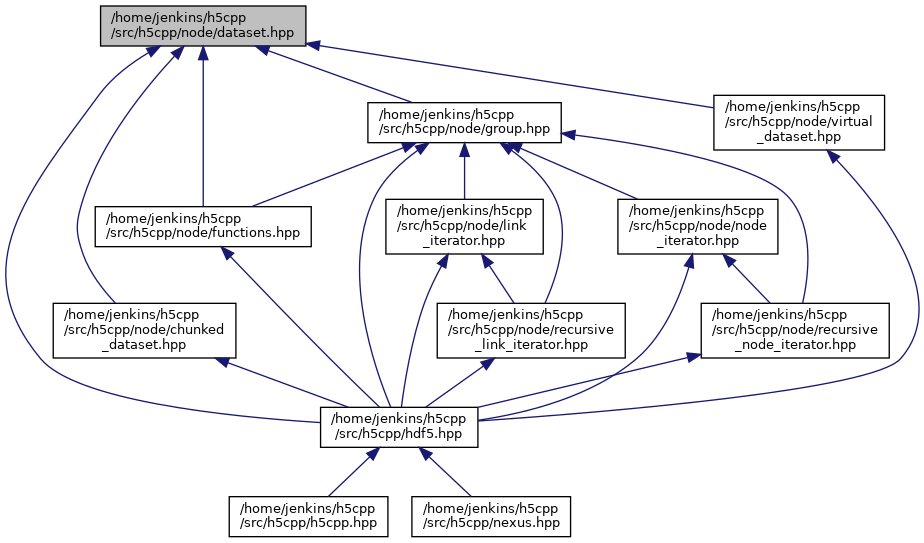 /home/jenkins/h5cpp
/src/h5cpp/node/dataset.hpp
/home/jenkins/h5cpp
/src/h5cpp/node/group.hpp
/home/jenkins/h5cpp
/src/h5cpp/node/virtual
_dataset.hpp
/home/jenkins/h5cpp
/src/h5cpp/node/functions.hpp
/home/jenkins/h5cpp
/src/h5cpp/node/link
_iterator.hpp
/home/jenkins/h5cpp
/src/h5cpp/node/node
_iterator.hpp
/home/jenkins/h5cpp
/src/h5cpp/node/chunked
_dataset.hpp
/home/jenkins/h5cpp
/src/h5cpp/node/recursive
_link_iterator.hpp
/home/jenkins/h5cpp
/src/h5cpp/node/recursive
_node_iterator.hpp
/home/jenkins/h5cpp
/src/h5cpp/hdf5.hpp
/home/jenkins/h5cpp
/src/h5cpp/h5cpp.hpp
/home/jenkins/h5cpp
/src/h5cpp/nexus.hpp